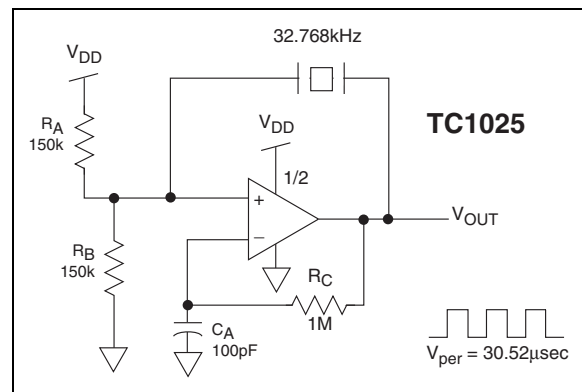 32.768kHz
VDD
TC1025
RA
150k
VDD
1/2
+
−
VOUT
RB
150k
RC
1M
CA
100pF
Vper = 30.52μsec